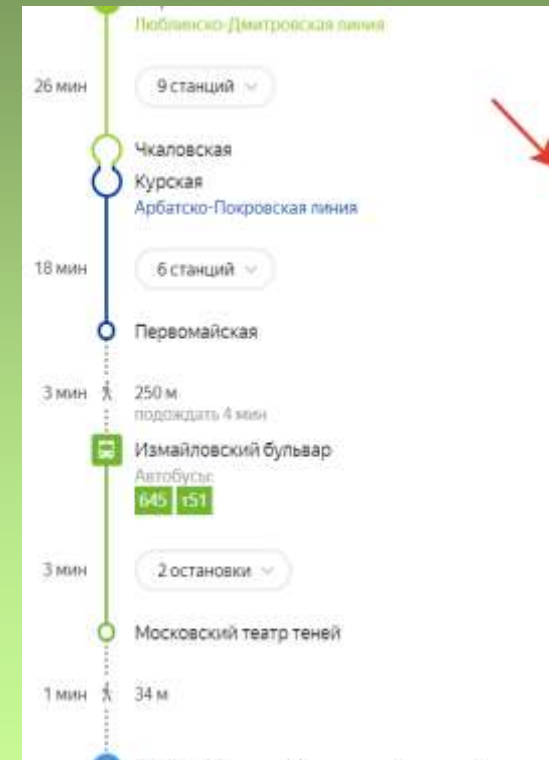 Люблинско-Дмитровская линия
26 мин
9 станций
Чкаловская
Курская
Арбатско-Покровская линия
18 мин
6 станций
Первомайская
3 мин
250 м
подождать 4 мин
Измайловский бульвар
Автобусы:
645 т51
3 мин
2 остановки
Московский театр теней
1 мин
34 м